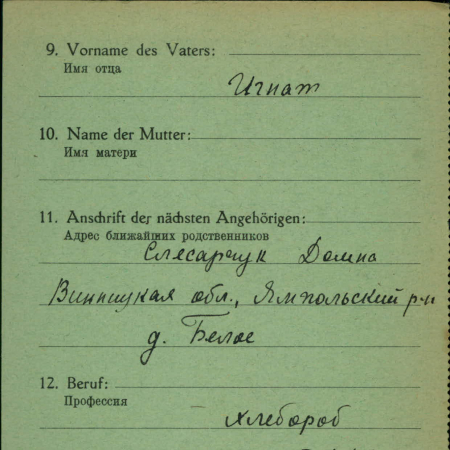 9. Vorname des Vaters:
Имя отца
Игнат
10. Name der Mutter:
Имя матери
11. Anschrift der nächsten Angehörigen:
Адрес ближайших родственников
Слесарчук Домна
Винницкая обл., Ямпольский р-н
д. Белое
12. Beruf:
Профессия
Хлебороб